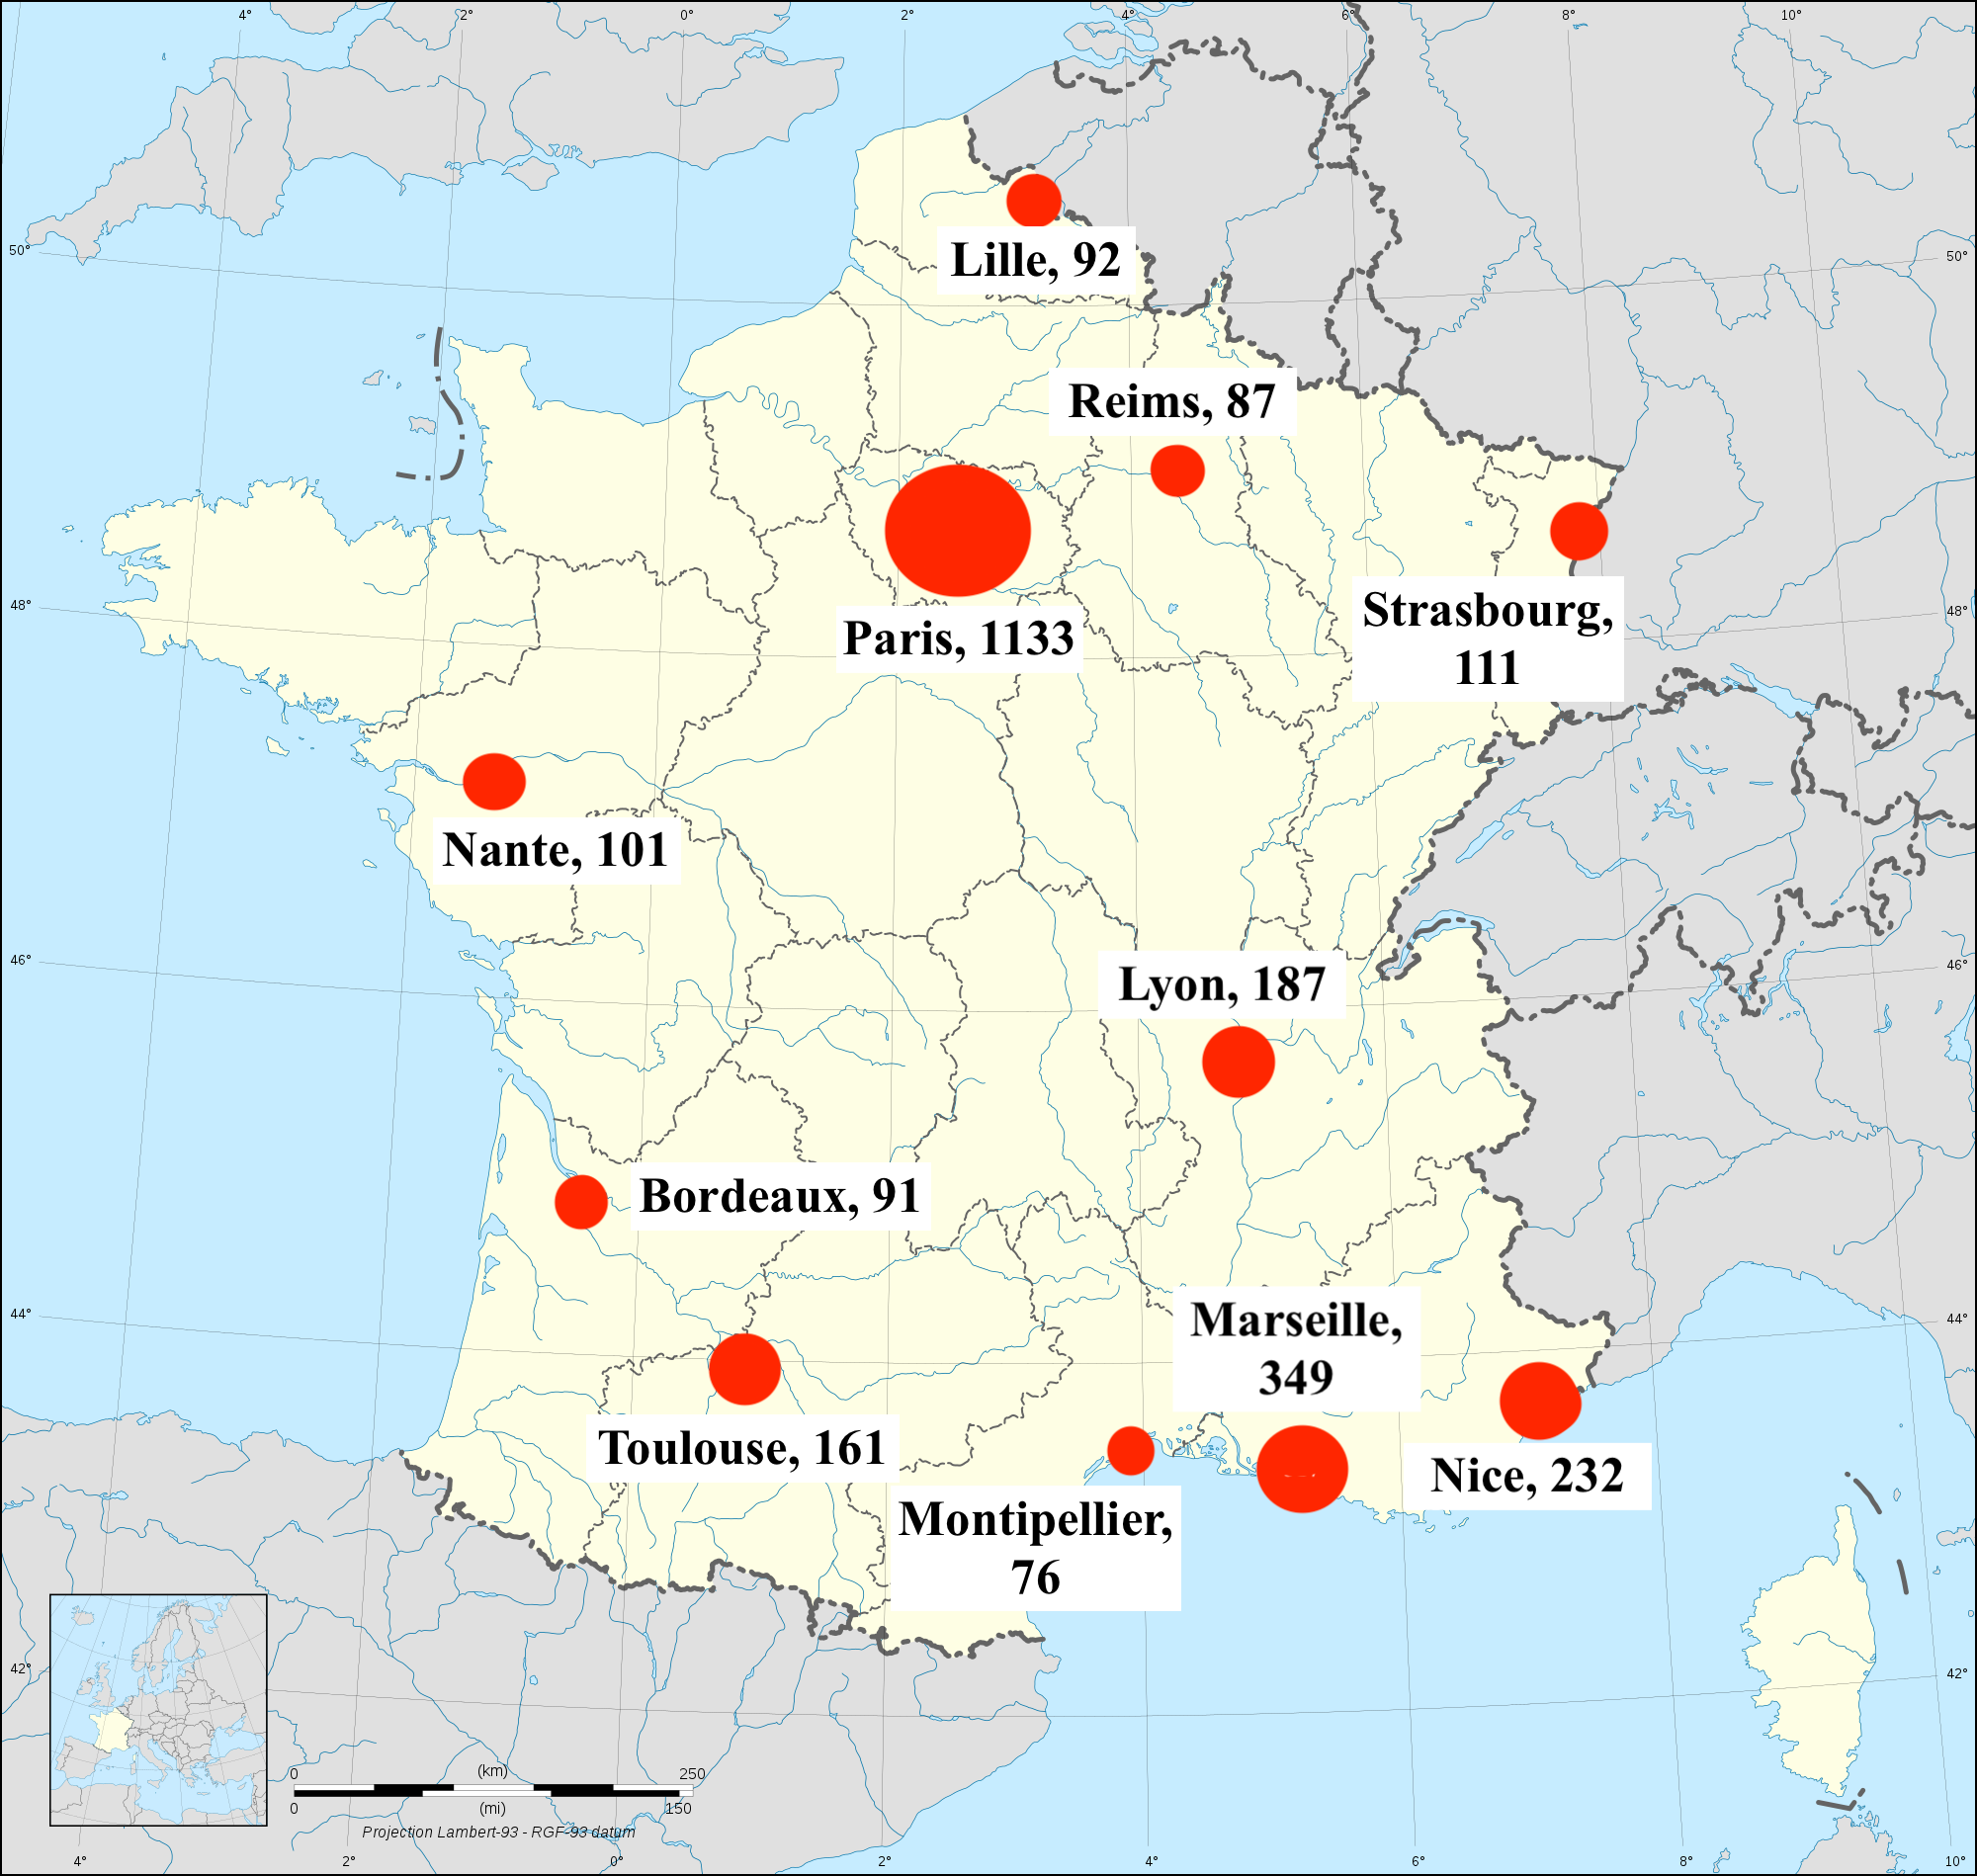 4° 2° 0° 2° 4° 6° 8° 10°
50° 50°
Lille, 92
Reims, 87
48° 48°
Strasbourg,
111
Paris, 1133
Nante, 101
46° 46°
Lyon, 187
Bordeaux, 91
44° 44°
Marseille,
349
Toulouse, 161
Nice, 232
Montipellier,
76
42° 42°
0 (km) 250
0 (mi) 150
Projection Lambert-93 - RGF-93 datum
4° 2° 0° 2° 4° 6° 8° 10°